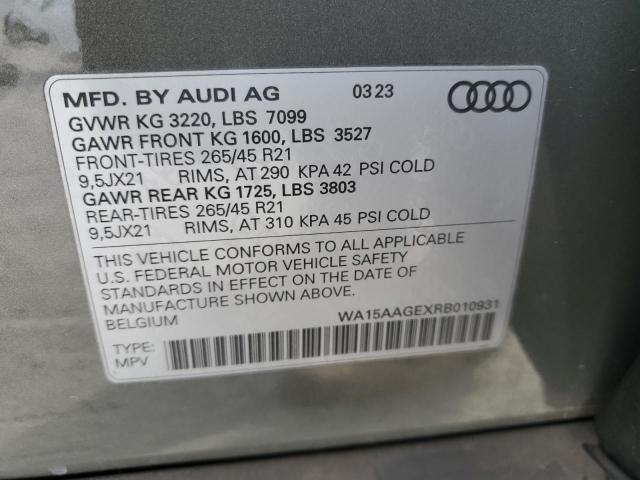 MFD. BY AUDI AG 03 23
GVWR KG 3220, LBS 7099
GAWR FRONT KG 1600, LBS 3527
FRONT-TIRES 265/45 R21
9,5JX21 RIMS, AT 290 KPA 42 PSI COLD
GAWR REAR KG 1725, LBS 3803
REAR-TIRES 265/45 R21
9,5JX21 RIMS, AT 310 KPA 45 PSI COLD
THIS VEHICLE CONFORMS TO ALL APPLICABLE
U.S. FEDERAL MOTOR VEHICLE SAFETY
STANDARDS IN EFFECT ON THE DATE OF
MANUFACTURE SHOWN ABOVE.
BELGIUM
WA15AAGEXRB010931
TYPE:
MPV